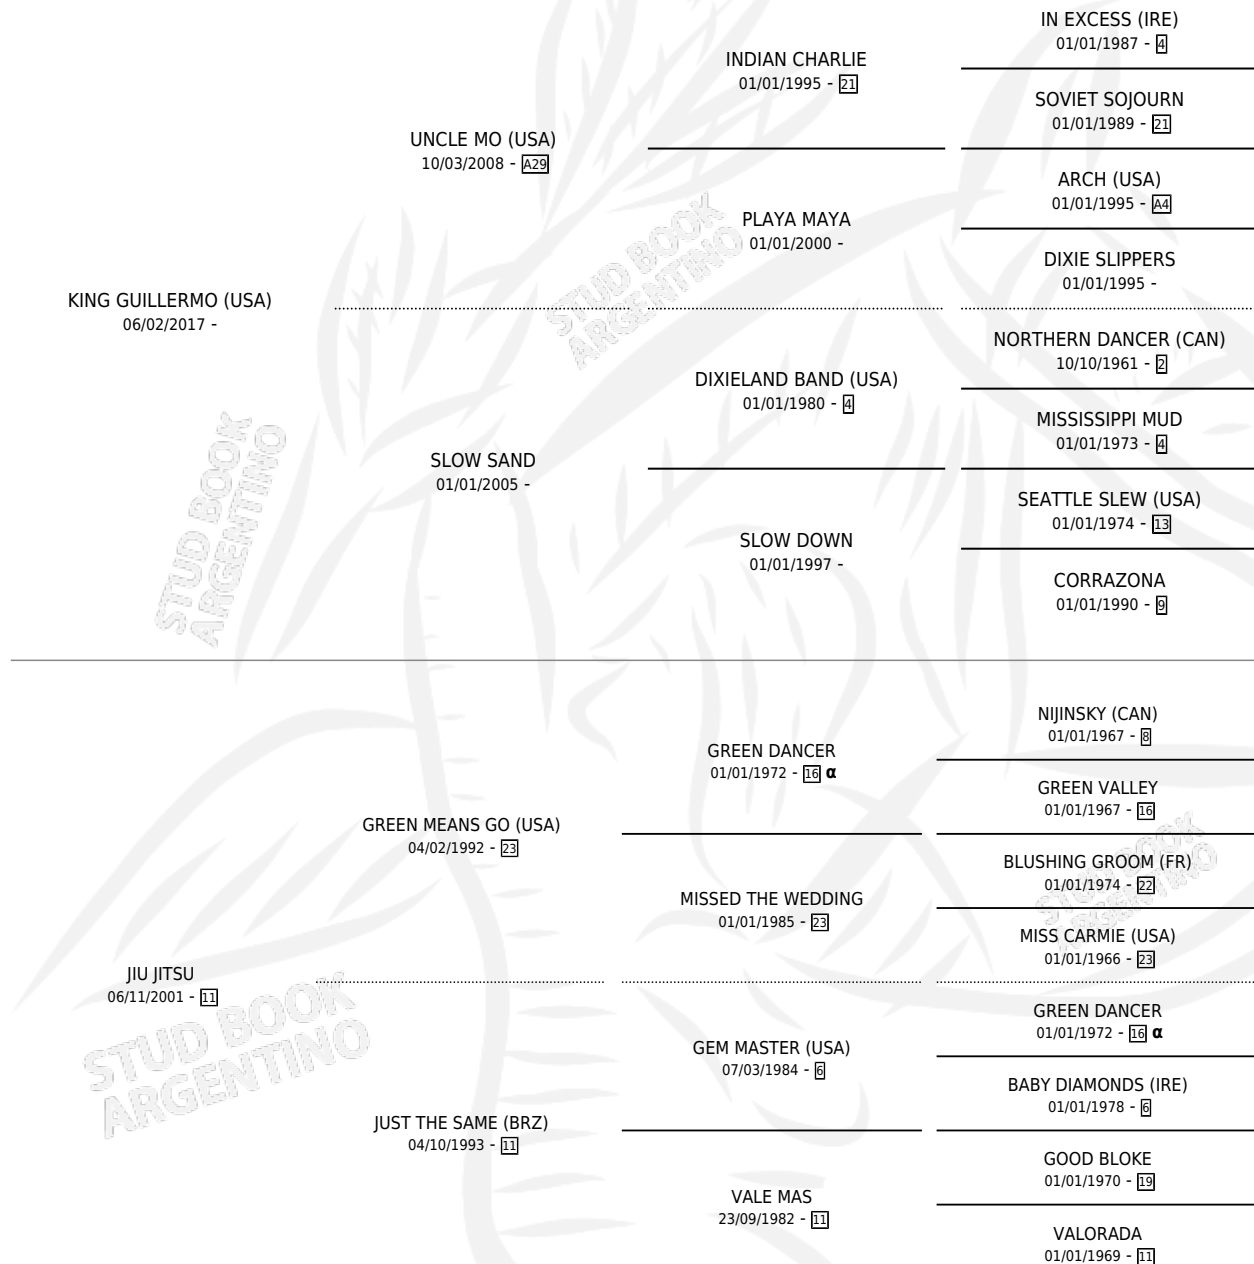 IN EXCESS (IRE)
01/01/1987 - 4
INDIAN CHARLIE
01/01/1995 - 21
SOVIET SOJOURN
01/01/1989 - 21
UNCLE MO (USA)
10/03/2008 - A29
ARCH (USA)
01/01/1995 - A4
PLAYA MAYA
01/01/2000 -
DIXIE SLIPPERS
01/01/1995 -
STUD BOOK
ARGENTINO
KING GUILLERMO (USA)
06/02/2017 -
NORTHERN DANCER (CAN)
10/10/1961 - 2
DIXIELAND BAND (USA)
01/01/1980 - 4
MISSISSIPPI MUD
01/01/1973 - 4
SLOW SAND
01/01/2005 -
SEATTLE SLEW (USA)
01/01/1974 - 13
SLOW DOWN
01/01/1997 -
CORRAZONA
01/01/1990 - 9
STUD BOOK
ARGENTINO
NIJINSKY (CAN)
01/01/1967 - 8
GREEN DANCER
01/01/1972 - 16 α
GREEN VALLEY
01/01/1967 - 16
GREEN MEANS GO (USA)
04/02/1992 - 23
BLUSHING GROOM (FR)
01/01/1974 - 22
STUD BOOK
ARGENTINO
MISSED THE WEDDING
01/01/1985 - 23
MISS CARMIE (USA)
01/01/1966 - 23
JIU JITSU
06/11/2001 - 11
STUD BOOK
ARGENTINO
GREEN DANCER
01/01/1972 - 16 α
GEM MASTER (USA)
07/03/1984 - 6
BABY DIAMONDS (IRE)
01/01/1978 - 6
JUST THE SAME (BRZ)
04/10/1993 - 11
GOOD BLOKE
01/01/1970 - 19
VALE MAS
23/09/1982 - 11
VALORADA
01/01/1969 - 11